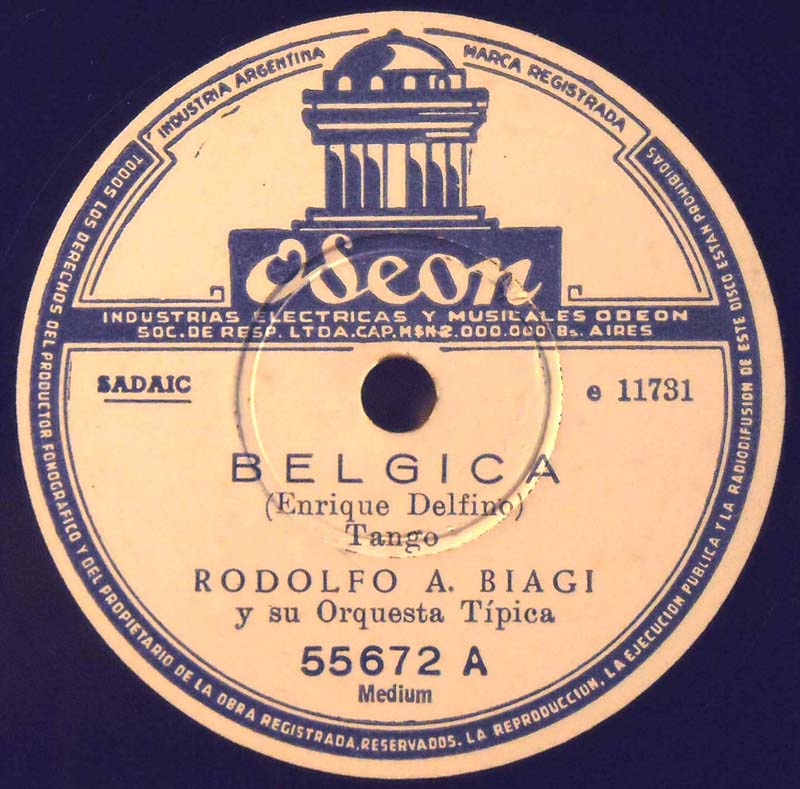 INDUSTRIA ARGENTINA
MARCA REGISTRADA
Odeon
INDUSTRIAS ELECTRICAS Y MUSICALES ODEON
SOC. DE RESP. LTDA. CAP. M$N 2.000.000 Bs. AIRES
SADAIC
e 11731
BELGICA
(Enrique Delfino)
Tango
RODOLFO A. BIAGI
y su Orquesta Típica
55672 A
Medium
TODOS LOS DERECHOS DEL PRODUCTOR FONOGRAFICO Y DEL PROPIETARIO DE LA OBRA REGISTRADA, RESERVADOS. LA REPRODUCCION, LA EJECUCION PUBLICA Y LA RADIODIFUSION DE ESTE DISCO ESTAN PROHIBIDAS